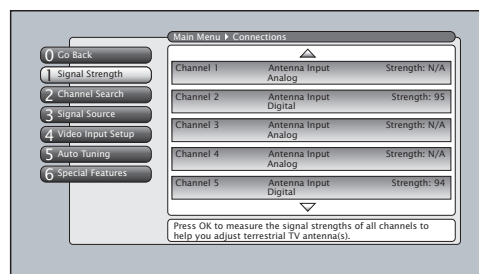 Main Menu ▶ Connections
0 Go Back
1 Signal Strength
2 Channel Search
3 Signal Source
4 Video Input Setup
5 Auto Tuning
6 Special Features
Channel 1 Antenna Input Strength: N/A
Analog
Channel 2 Antenna Input Strength: 95
Digital
Channel 3 Antenna Input Strength: N/A
Analog
Channel 4 Antenna Input Strength: N/A
Analog
Channel 5 Antenna Input Strength: 94
Digital
Press OK to measure the signal strengths of all channels to
help you adjust terrestrial TV antenna(s).